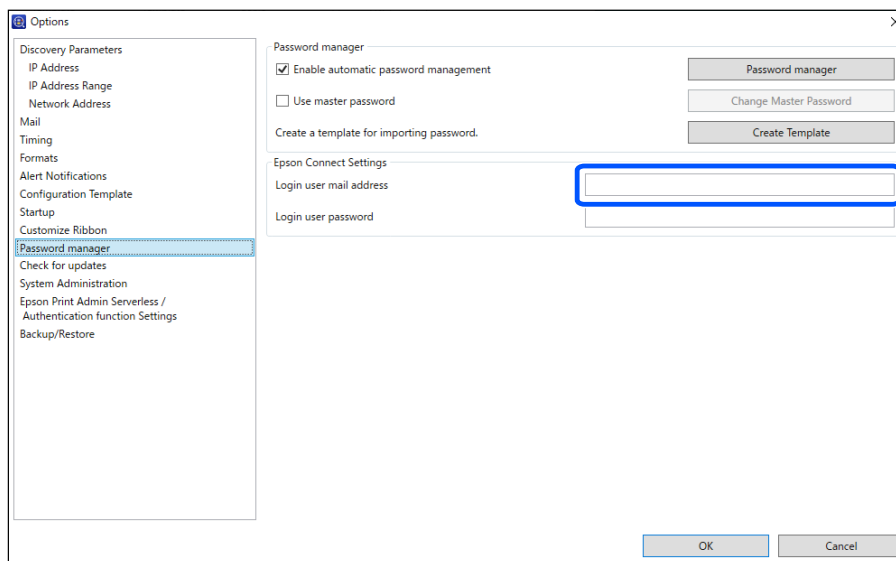 Options
Discovery Parameters
IP Address
IP Address Range
Network Address
Mail
Timing
Formats
Alert Notifications
Configuration Template
Startup
Customize Ribbon
Password manager
Check for updates
System Administration
Epson Print Admin Serverless /
Authentication function Settings
Backup/Restore
Password manager
Enable automatic password management
Password manager
Use master password
Change Master Password
Create a template for importing password.
Create Template
Epson Connect Settings
Login user mail address
Login user password
OK
Cancel